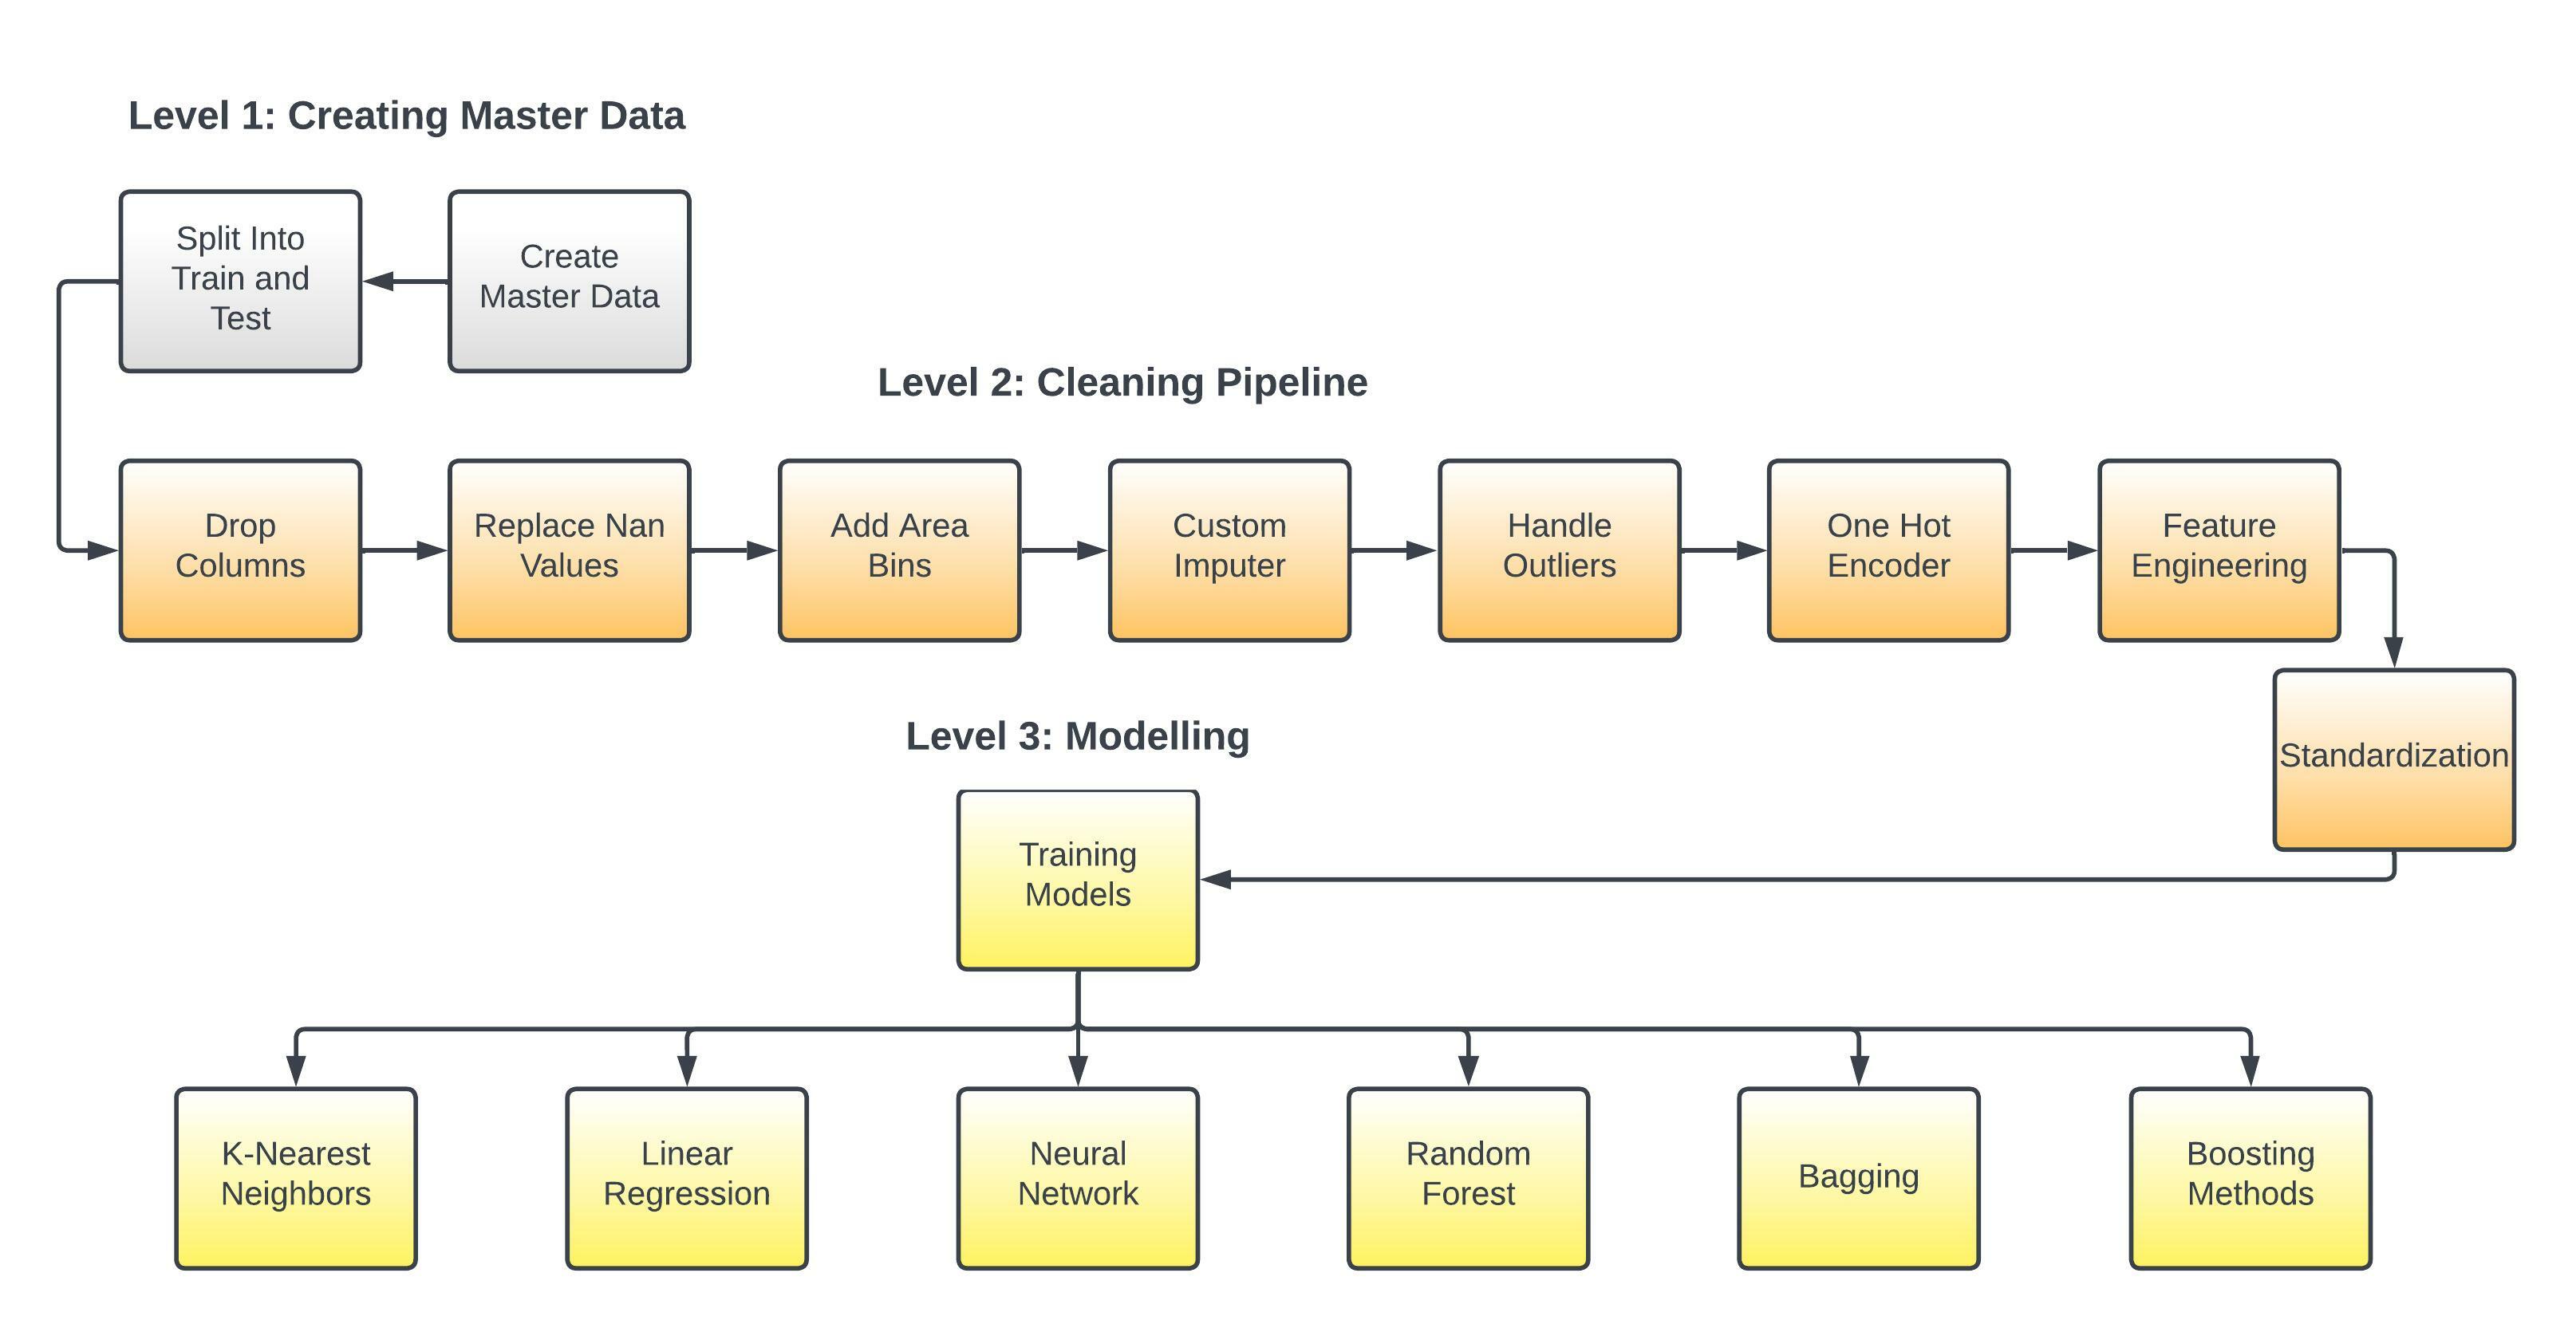 Level 1: Creating Master Data
Split Into
Train and
Test
Create
Master Data
Level 2: Cleaning Pipeline
Drop
Columns
Replace Nan
Values
Add Area
Bins
Custom
Imputer
Handle
Outliers
One Hot
Encoder
Feature
Engineering
Standardization
Level 3: Modelling
Training
Models
K-Nearest
Neighbors
Linear
Regression
Neural
Network
Random
Forest
Bagging
Boosting
Methods